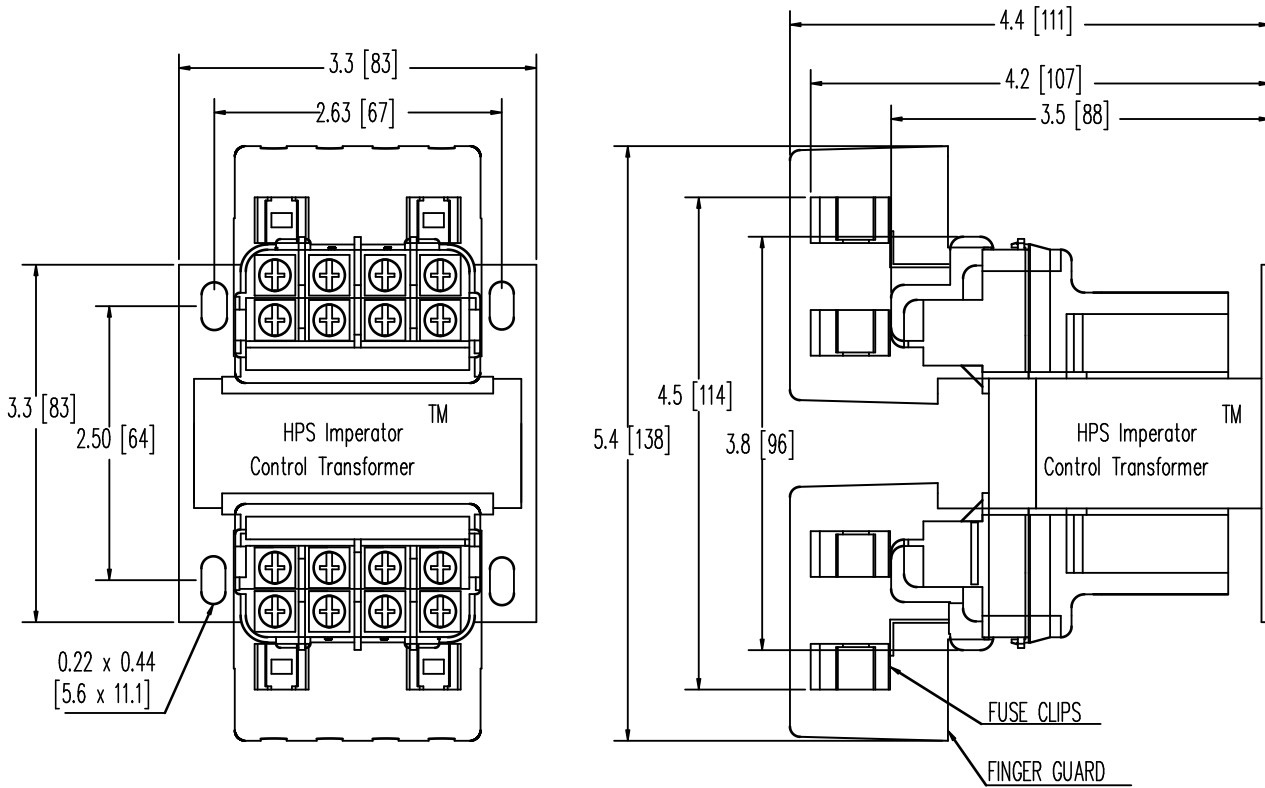 3.3 [83]
2.63 [67]
3.3 [83]
2.50 [64]
TM
HPS Imperator
Control Transformer
0.22 x 0.44
[5.6 x 11.1]
4.4 [111]
4.2 [107]
3.5 [88]
4.5 [114]
5.4 [138]
3.8 [96]
TM
HPS Imperator
Control Transformer
FUSE CLIPS
FINGER GUARD